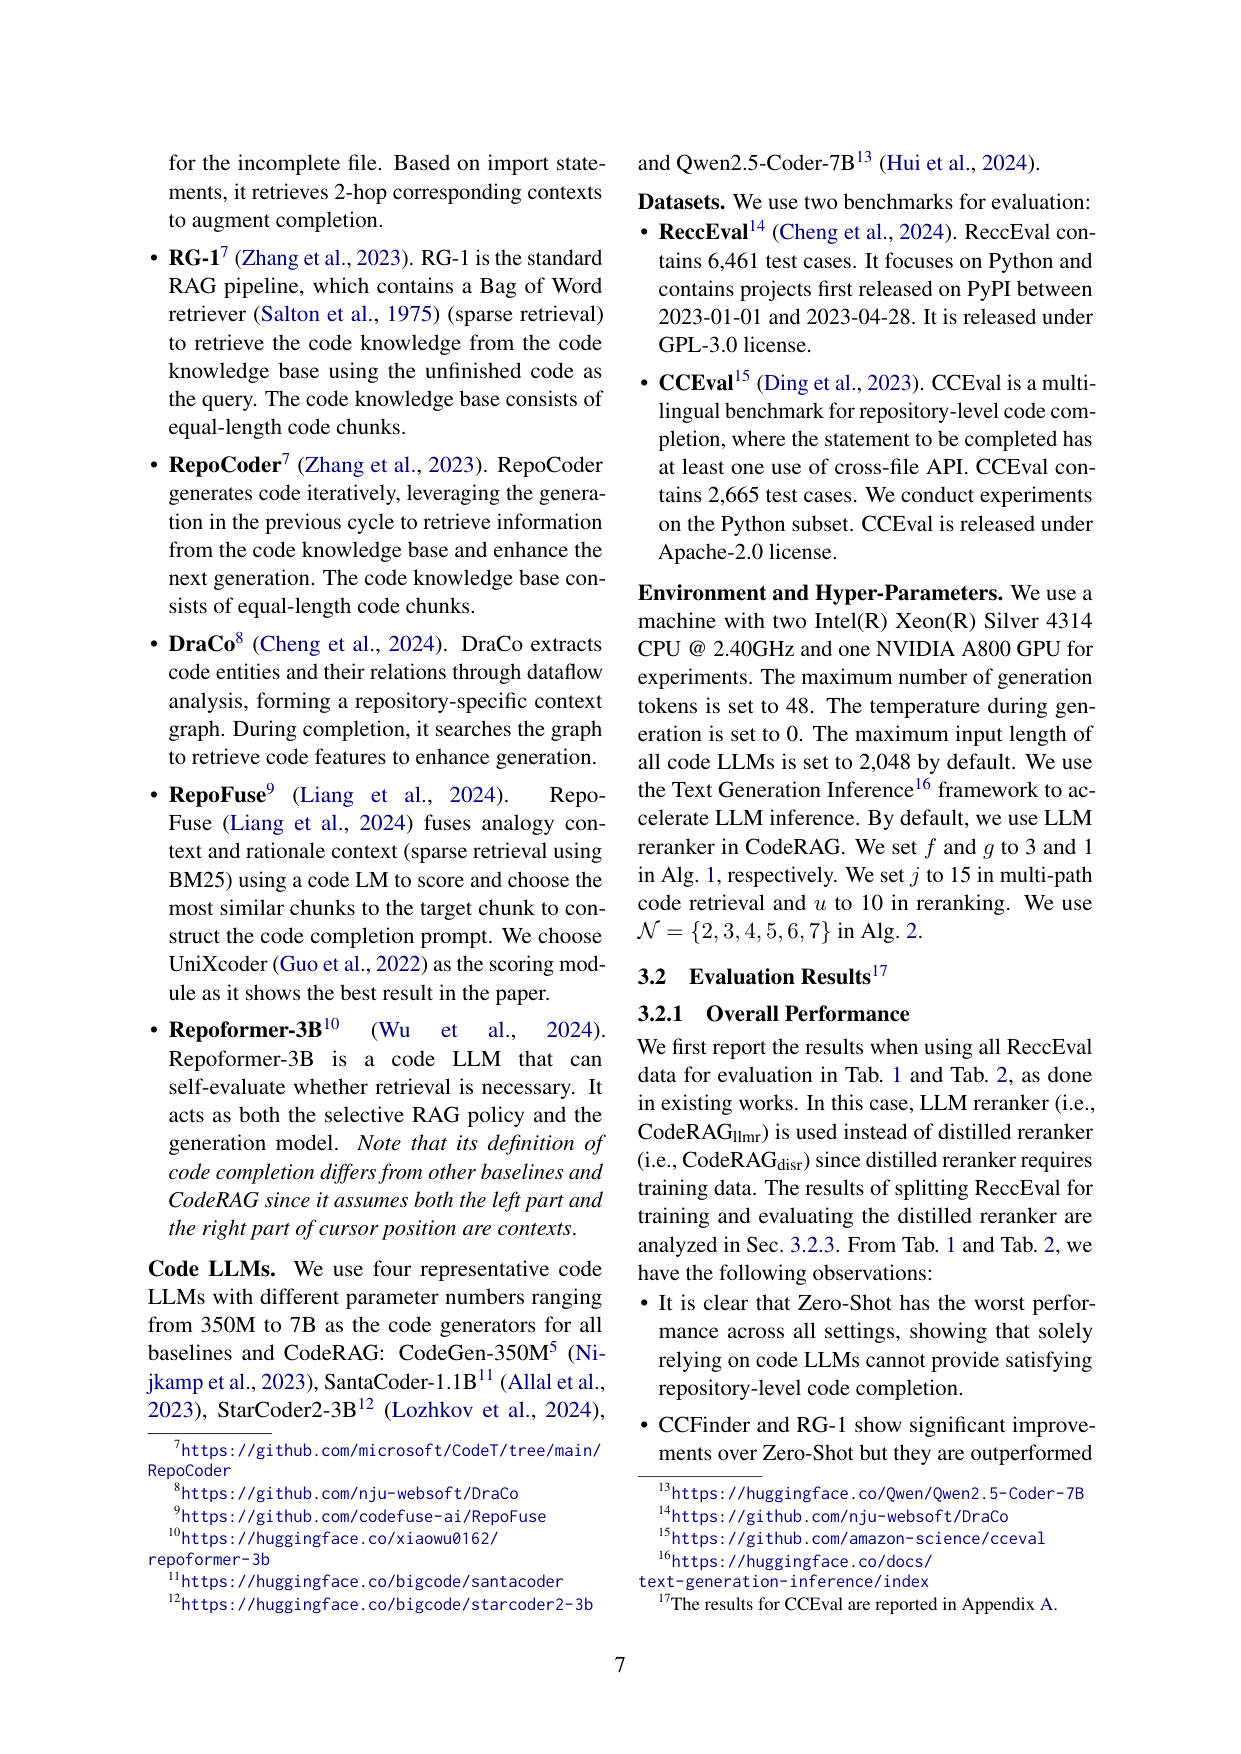 for the incomplete file. Based on import state-
ments, it retrieves 2-hop corresponding contexts
to augment completion.
• RG-1⁷ (Zhang et al., 2023). RG-1 is the standard
RAG pipeline, which contains a Bag of Word
retriever (Salton et al., 1975) (sparse retrieval)
to retrieve the code knowledge from the code
knowledge base using the unfinished code as
the query. The code knowledge base consists of
equal-length code chunks.
• RepoCoder⁷ (Zhang et al., 2023). RepoCoder
generates code iteratively, leveraging the genera-
tion in the previous cycle to retrieve information
from the code knowledge base and enhance the
next generation. The code knowledge base con-
sists of equal-length code chunks.
• DraCo⁸ (Cheng et al., 2024). DraCo extracts
code entities and their relations through dataflow
analysis, forming a repository-specific context
graph. During completion, it searches the graph
to retrieve code features to enhance generation.
• RepoFuse⁹ (Liang et al., 2024). Repo-
Fuse (Liang et al., 2024) fuses analogy con-
text and rationale context (sparse retrieval using
BM25) using a code LM to score and choose the
most similar chunks to the target chunk to con-
struct the code completion prompt. We choose
UniXcoder (Guo et al., 2022) as the scoring mod-
ule as it shows the best result in the paper.
• Repoformer-3B¹⁰ (Wu et al., 2024).
Repoformer-3B is a code LLM that can
self-evaluate whether retrieval is necessary. It
acts as both the selective RAG policy and the
generation model. Note that its definition of
code completion differs from other baselines and
CodeRAG since it assumes both the left part and
the right part of cursor position are contexts.
Code LLMs. We use four representative code
LLMs with different parameter numbers ranging
from 350M to 7B as the code generators for all
baselines and CodeRAG: CodeGen-350M⁵ (Ni-
jkamp et al., 2023), SantaCoder-1.1B¹¹ (Allal et al.,
2023), StarCoder2-3B¹² (Lozhkov et al., 2024),
⁷https://github.com/microsoft/CodeT/tree/main/
RepoCoder
⁸https://github.com/nju-websoft/DraCo
⁹https://github.com/codefuse-ai/RepoFuse
¹⁰https://huggingface.co/xiaowu0162/
repoformer-3b
¹¹https://huggingface.co/bigcode/santacoder
¹²https://huggingface.co/bigcode/starcoder2-3b
and Qwen2.5-Coder-7B¹³ (Hui et al., 2024).
Datasets. We use two benchmarks for evaluation:
• ReccEval¹⁴ (Cheng et al., 2024). ReccEval con-
tains 6,461 test cases. It focuses on Python and
contains projects first released on PyPI between
2023-01-01 and 2023-04-28. It is released under
GPL-3.0 license.
• CCEval¹⁵ (Ding et al., 2023). CCEval is a multi-
lingual benchmark for repository-level code com-
pletion, where the statement to be completed has
at least one use of cross-file API. CCEval con-
tains 2,665 test cases. We conduct experiments
on the Python subset. CCEval is released under
Apache-2.0 license.
Environment and Hyper-Parameters. We use a
machine with two Intel(R) Xeon(R) Silver 4314
CPU @ 2.40GHz and one NVIDIA A800 GPU for
experiments. The maximum number of generation
tokens is set to 48. The temperature during gen-
eration is set to 0. The maximum input length of
all code LLMs is set to 2,048 by default. We use
the Text Generation Inference¹⁶ framework to ac-
celerate LLM inference. By default, we use LLM
reranker in CodeRAG. We set f and g to 3 and 1
in Alg. 1, respectively. We set j to 15 in multi-path
code retrieval and u to 10 in reranking. We use
𝒩 = {2, 3, 4, 5, 6, 7} in Alg. 2.
3.2 Evaluation Results¹⁷
3.2.1 Overall Performance
We first report the results when using all ReccEval
data for evaluation in Tab. 1 and Tab. 2, as done
in existing works. In this case, LLM reranker (i.e.,
CodeRAG_llmr) is used instead of distilled reranker
(i.e., CodeRAG_disr) since distilled reranker requires
training data. The results of splitting ReccEval for
training and evaluating the distilled reranker are
analyzed in Sec. 3.2.3. From Tab. 1 and Tab. 2, we
have the following observations:
• It is clear that Zero-Shot has the worst perfor-
mance across all settings, showing that solely
relying on code LLMs cannot provide satisfying
repository-level code completion.
• CCFinder and RG-1 show significant improve-
ments over Zero-Shot but they are outperformed
¹³https://huggingface.co/Qwen/Qwen2.5-Coder-7B
¹⁴https://github.com/nju-websoft/DraCo
¹⁵https://github.com/amazon-science/cceval
¹⁶https://huggingface.co/docs/
text-generation-inference/index
¹⁷The results for CCEval are reported in Appendix A.
7